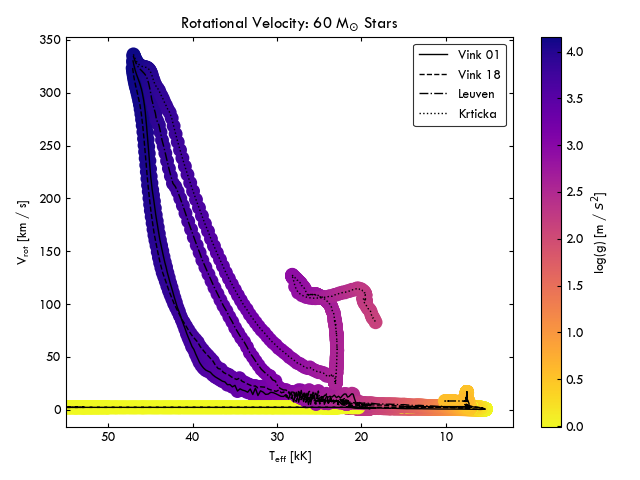 Rotational Velocity: 60 M☉ Stars
350
300
250
200
150
100
50
0
V_rot [km / s]
50
40
30
20
10
T_eff [kK]
Vink 01
Vink 18
Leuven
Krticka
4.0
3.5
3.0
2.5
2.0
1.5
1.0
0.5
0.0
log(g) [m / s²]